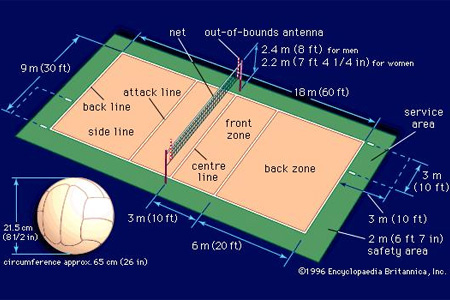 net
out-of-bounds antenna
2.4 m (8 ft) for men
2.2 m (7 ft 4 1/4 in) for women
9 m (30 ft)
18 m (60 ft)
attack line
back line
side line
front
zone
service
area
centre
line
back zone
3 m
(10 ft)
3 m (10 ft)
3 m (10 ft)
6 m (20 ft)
21.5 cm
(8 1/2 in)
2 m (6 ft 7 in)
safety area
circumference approx. 65 cm (26 in)
©1996 Encyclopaedia Britannica, Inc.